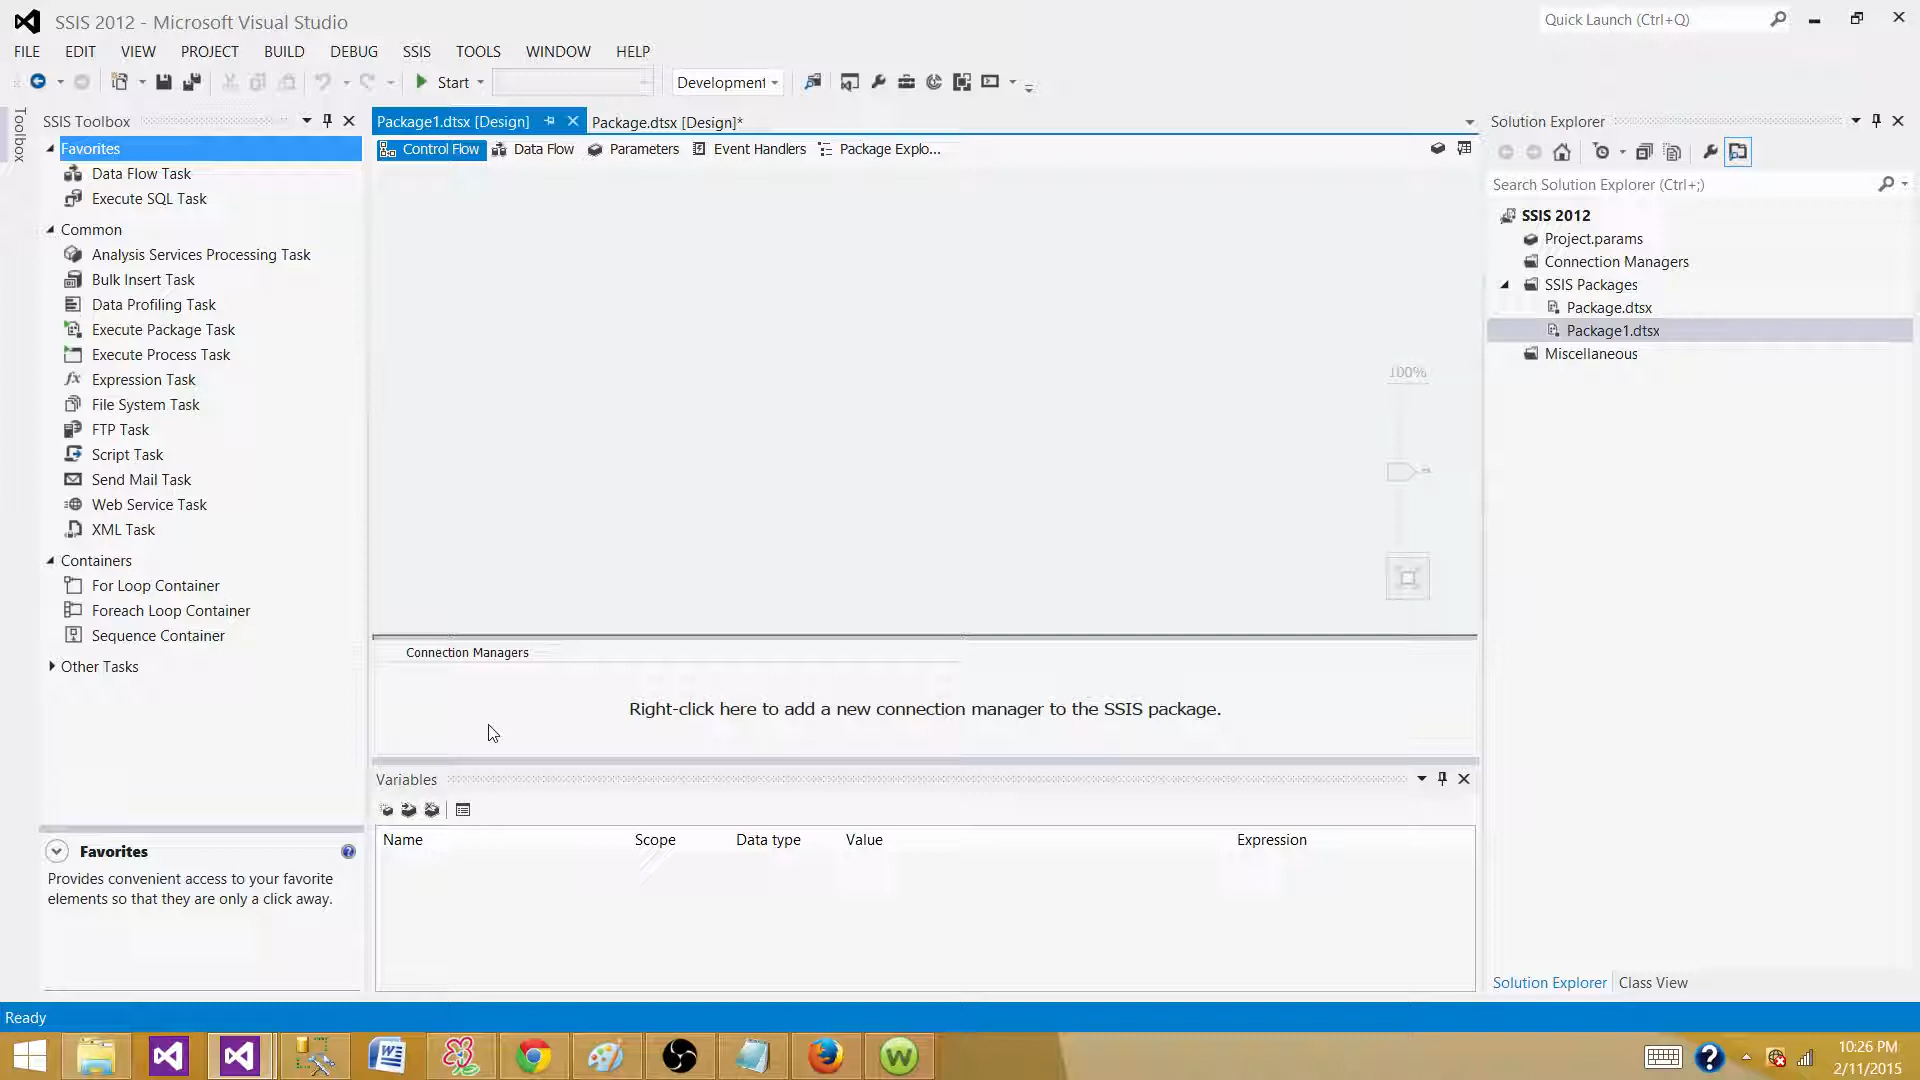 SSIS 2012 - Microsoft Visual Studio
Quick Launch (Ctrl+Q)
FILE EDIT VIEW PROJECT BUILD DEBUG SSIS TOOLS WINDOW HELP
Start Development
Toolbox
SSIS Toolbox
Favorites
Data Flow Task
Execute SQL Task
Common
Analysis Services Processing Task
Bulk Insert Task
Data Profiling Task
Execute Package Task
Execute Process Task
Expression Task
File System Task
FTP Task
Script Task
Send Mail Task
Web Service Task
XML Task
Containers
For Loop Container
Foreach Loop Container
Sequence Container
Other Tasks
Favorites
Provides convenient access to your favorite
elements so that they are only a click away.
Package1.dtsx [Design] Package.dtsx [Design]*
Control Flow Data Flow Parameters Event Handlers Package Explo...
100%
Connection Managers
Right-click here to add a new connection manager to the SSIS package.
Variables
Name Scope Data type Value Expression
Solution Explorer
Search Solution Explorer (Ctrl+;)
SSIS 2012
Project.params
Connection Managers
SSIS Packages
Package.dtsx
Package1.dtsx
Miscellaneous
Solution Explorer Class View
Ready
10:26 PM
2/11/2015